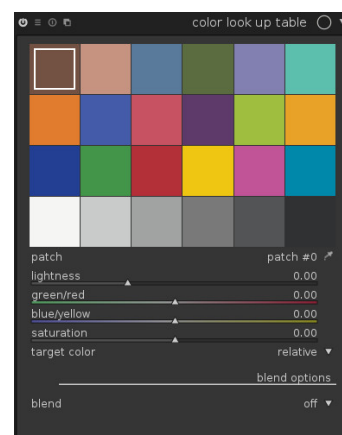 color look up table
patch patch #0
lightness 0.00
green/red 0.00
blue/yellow 0.00
saturation 0.00
target color relative
blend options
blend off